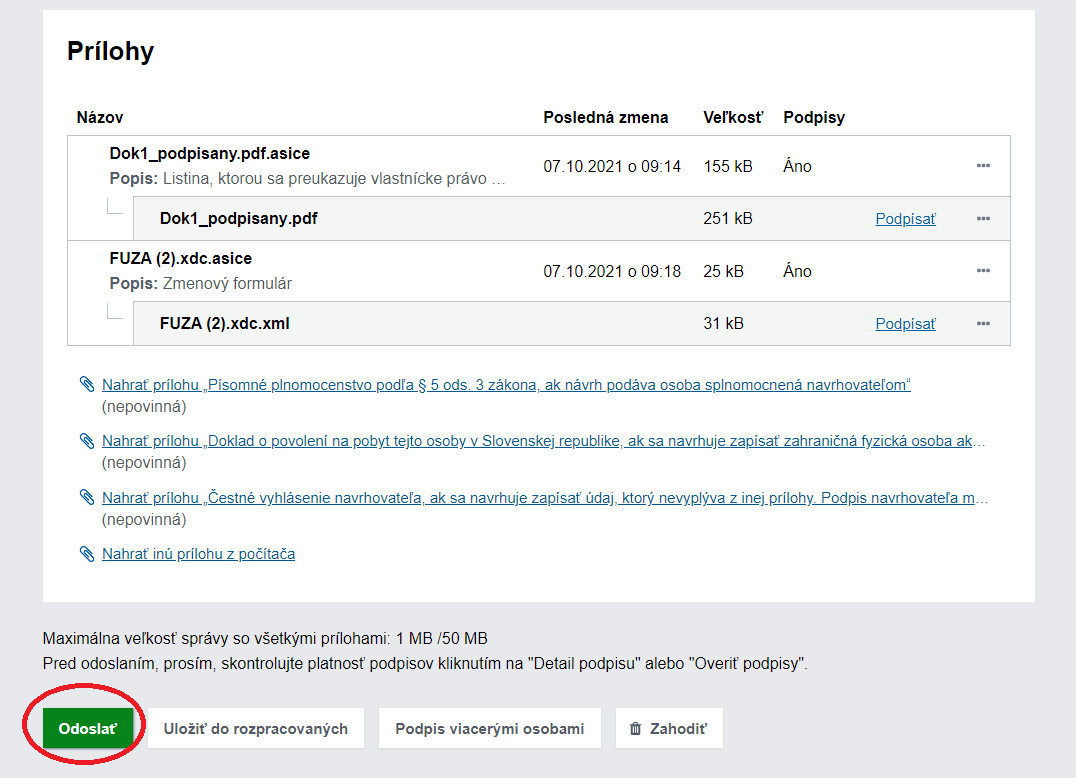 Prílohy
Názov Posledná zmena Veľkosť Podpisy
Dok1_podpisany.pdf.asice
Popis: Listina, ktorou sa preukazuje vlastnícke právo …
07.10.2021 o 09:14 155 kB Áno
Dok1_podpisany.pdf 251 kB Podpísať
FUZA (2).xdc.asice
Popis: Zmenový formulár
07.10.2021 o 09:18 25 kB Áno
FUZA (2).xdc.xml 31 kB Podpísať
Nahrať prílohu „Písomné plnomocenstvo podľa § 5 ods. 3 zákona, ak návrh podáva osoba splnomocnená navrhovateľom“
(nepovinná)
Nahrať prílohu „Doklad o povolení na pobyt tejto osoby v Slovenskej republike, ak sa navrhuje zapísať zahraničná fyzická osoba ak…
(nepovinná)
Nahrať prílohu „Čestné vyhlásenie navrhovateľa, ak sa navrhuje zapísať údaj, ktorý nevyplýva z inej prílohy. Podpis navrhovateľa m…
(nepovinná)
Nahrať inú prílohu z počítača
Maximálna veľkosť správy so všetkými prílohami: 1 MB /50 MB
Pred odoslaním, prosím, skontrolujte platnosť podpisov kliknutím na "Detail podpisu" alebo "Overiť podpisy".
Odoslať Uložiť do rozpracovaných Podpis viacerými osobami Zahodiť